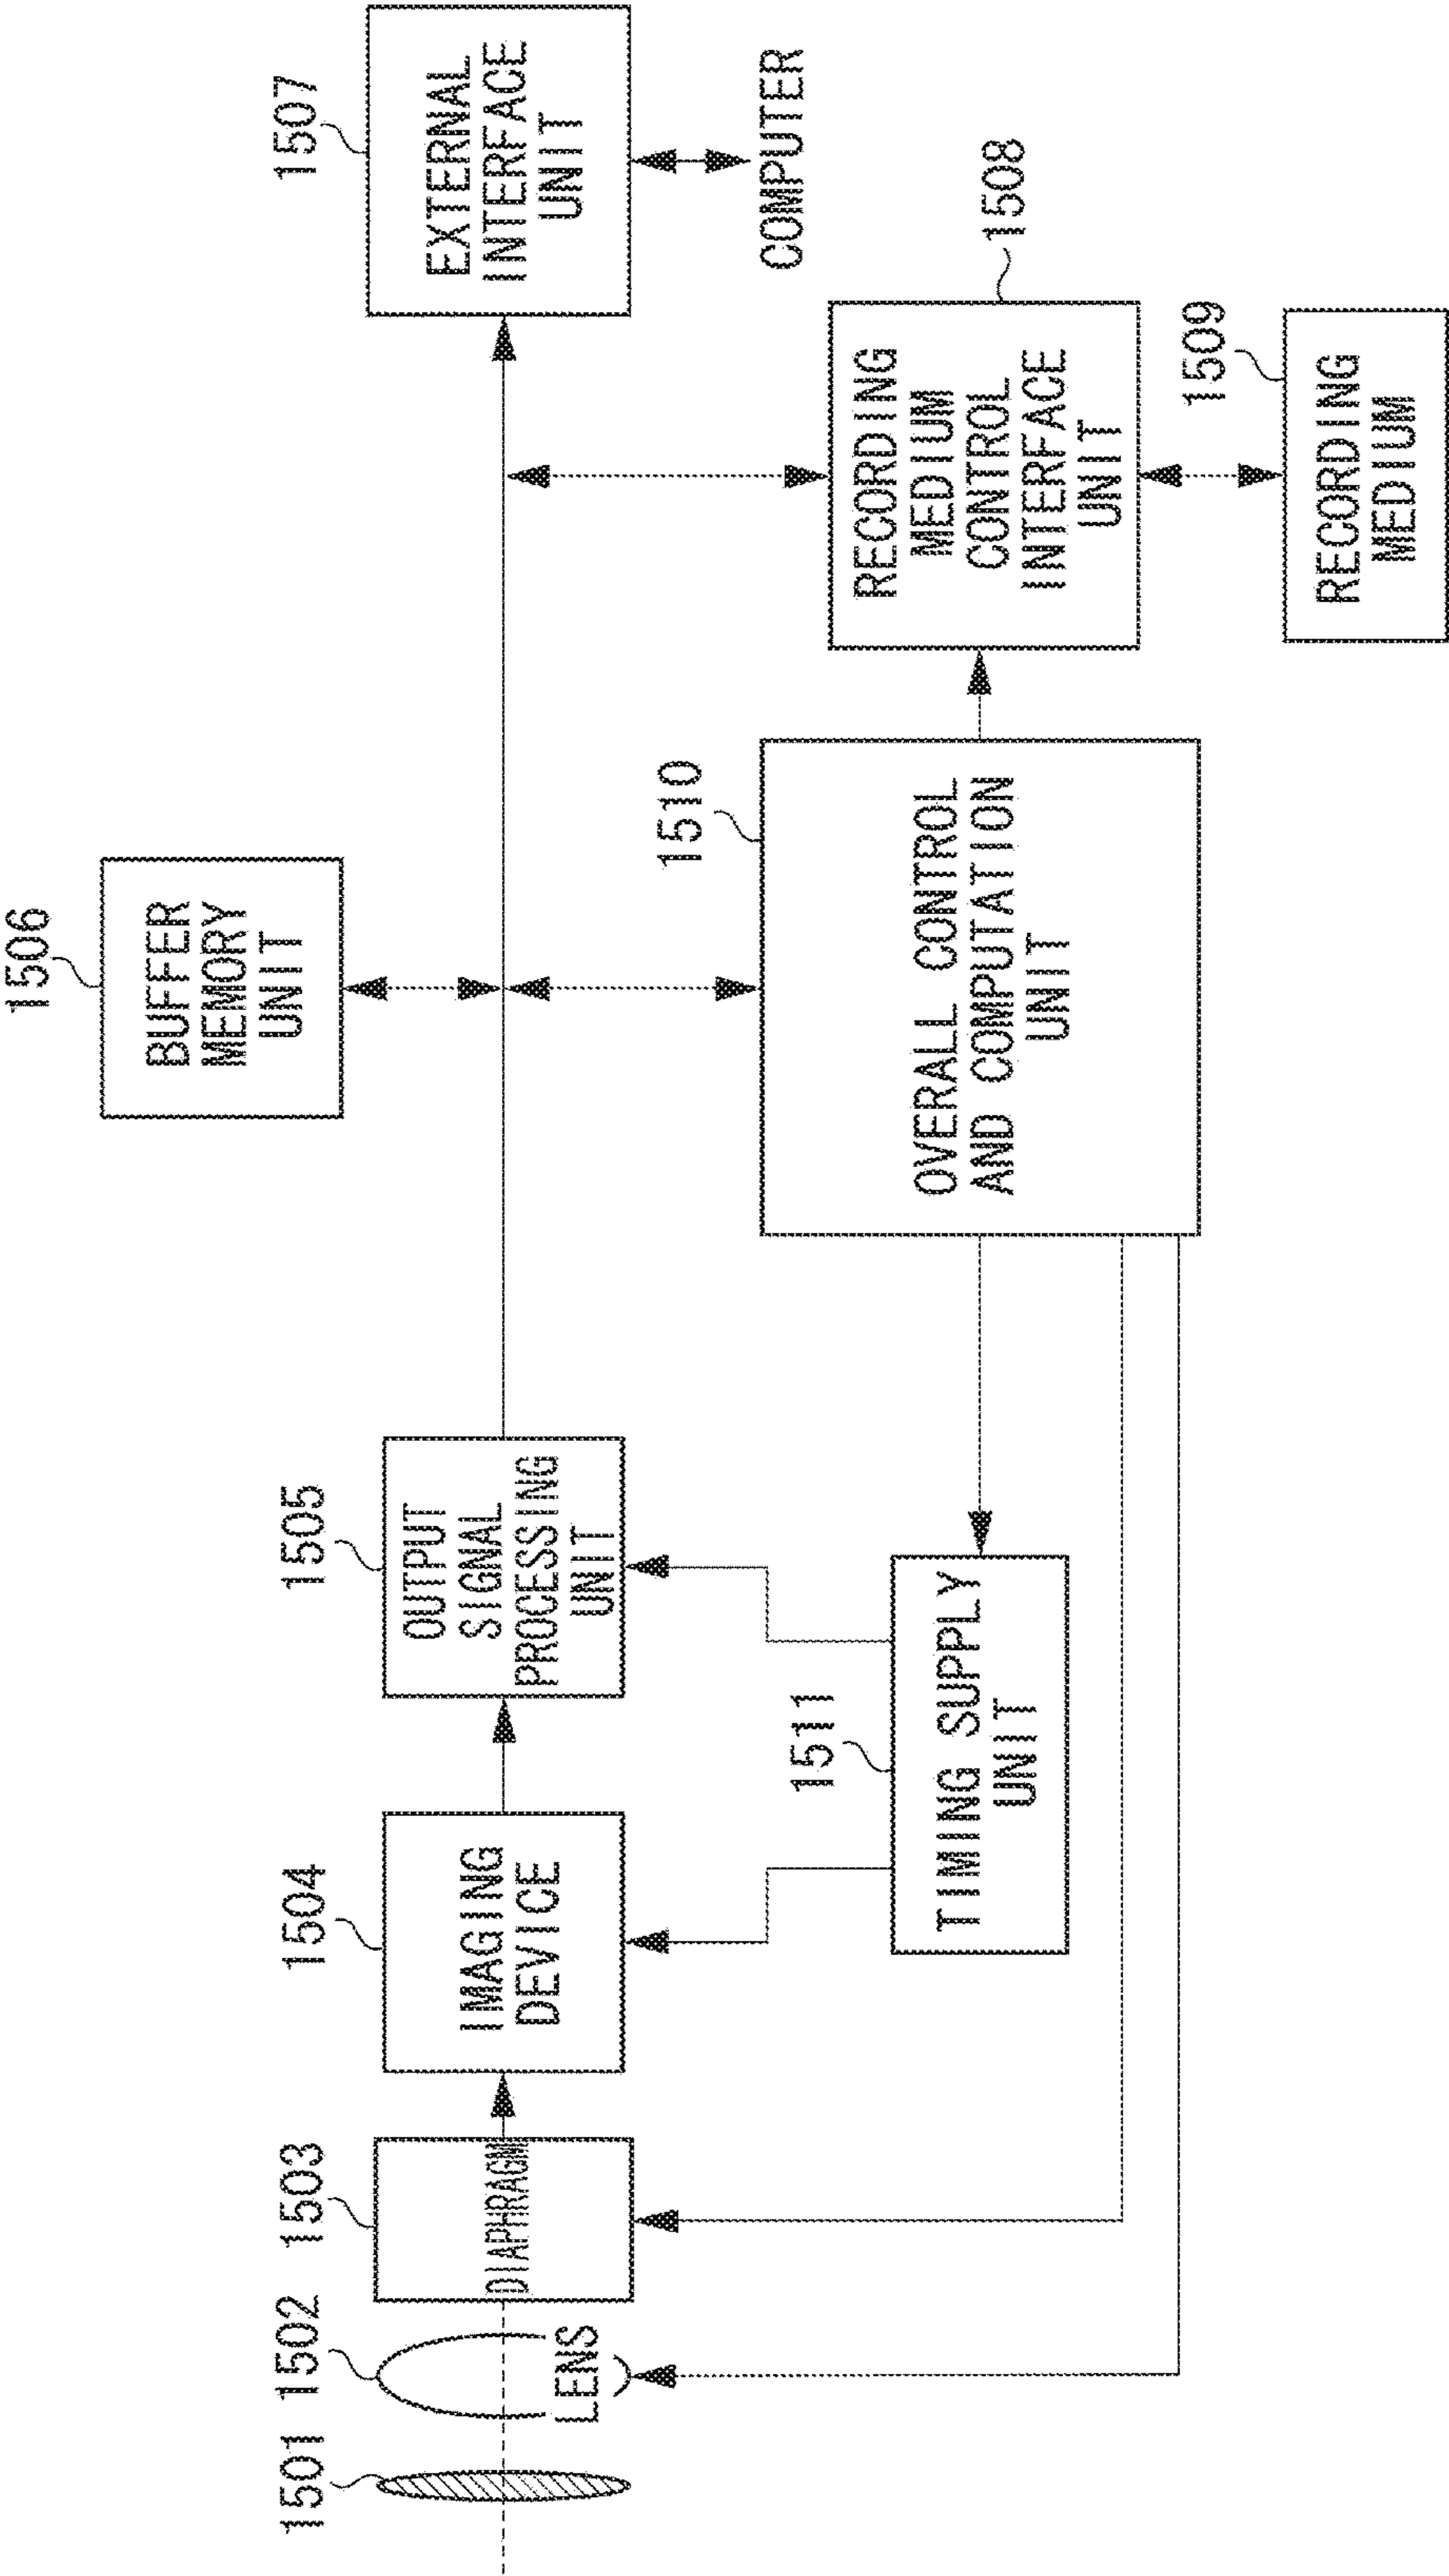 1501
1502
LENS
1503
DIAPHRAGM
1504
IMAGING
DEVICE
1505
OUTPUT
SIGNAL
PROCESSING
UNIT
1506
BUFFER
MEMORY
UNIT
1507
EXTERNAL
INTERFACE
UNIT
COMPUTER
1511
TIMING SUPPLY
UNIT
1510
OVERALL CONTROL
AND COMPUTATION
UNIT
1508
RECORDING
MEDIUM
CONTROL
INTERFACE
UNIT
1509
RECORDING
MEDIUM